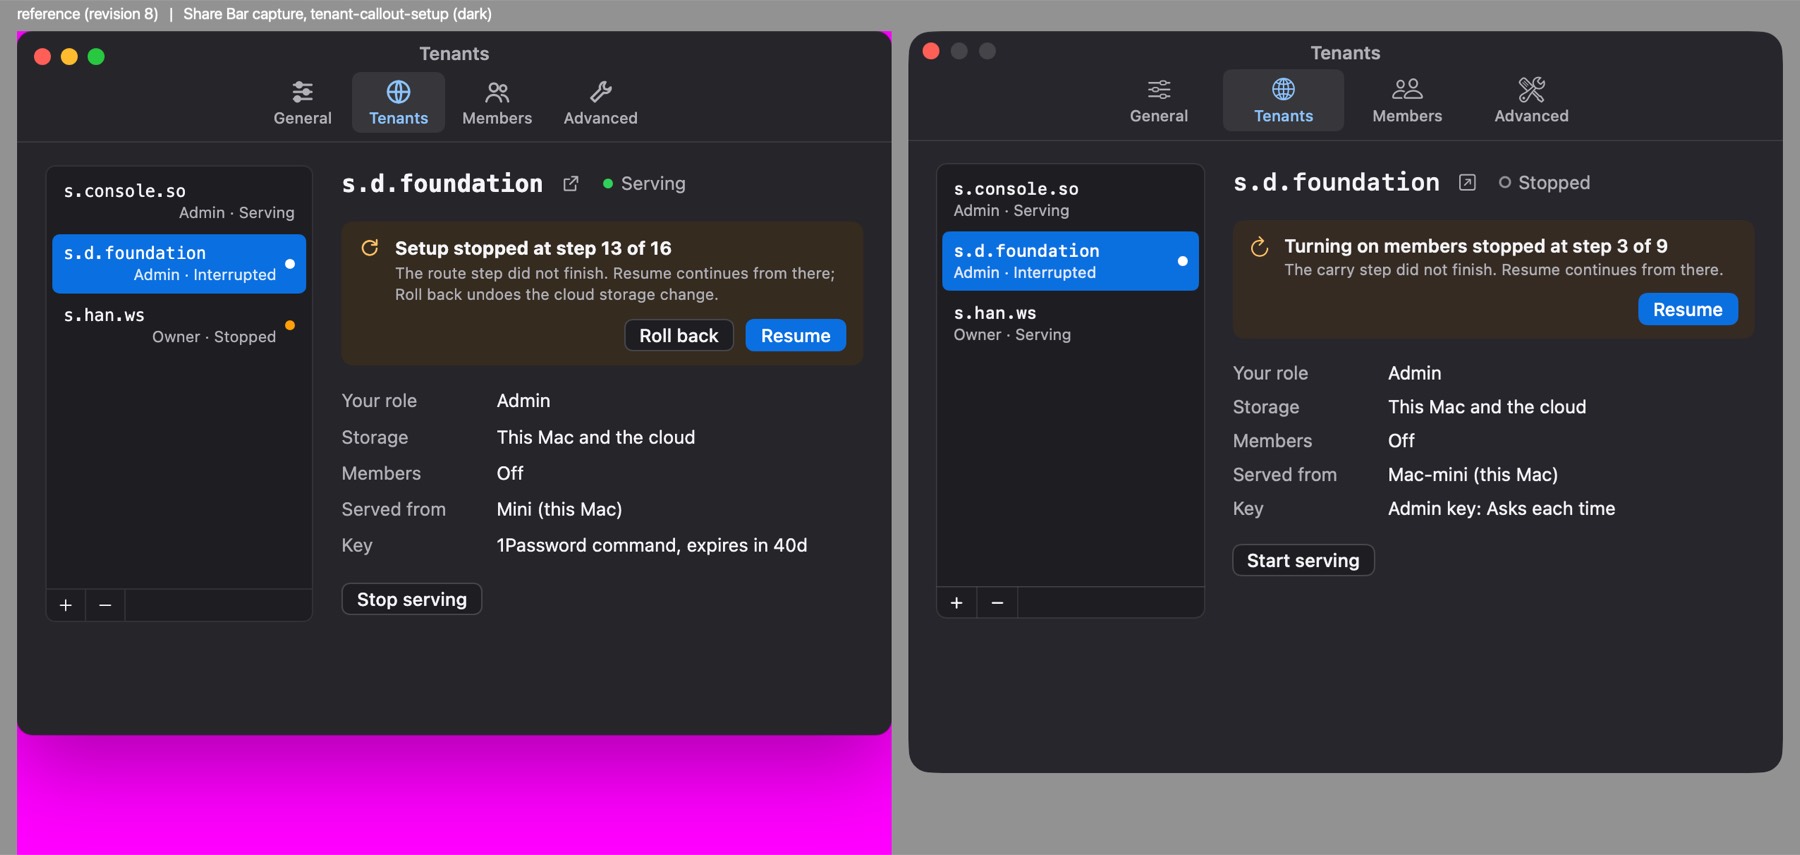 reference (revision 8) | Share Bar capture, tenant-callout-setup (dark)
Tenants
General
Tenants
Members
Advanced
s.console.so
Admin · Serving
s.d.foundation
Admin · Interrupted
s.han.ws
Owner · Stopped
+ −
s.d.foundation
Serving
Setup stopped at step 13 of 16
The route step did not finish. Resume continues from there;
Roll back undoes the cloud storage change.
Roll back
Resume
Your role Admin
Storage This Mac and the cloud
Members Off
Served from Mini (this Mac)
Key 1Password command, expires in 40d
Stop serving
Tenants
General
Tenants
Members
Advanced
s.console.so
Admin · Serving
s.d.foundation
Admin · Interrupted
s.han.ws
Owner · Serving
+ −
s.d.foundation
Stopped
Turning on members stopped at step 3 of 9
The carry step did not finish. Resume continues from there.
Resume
Your role Admin
Storage This Mac and the cloud
Members Off
Served from Mac-mini (this Mac)
Key Admin key: Asks each time
Start serving